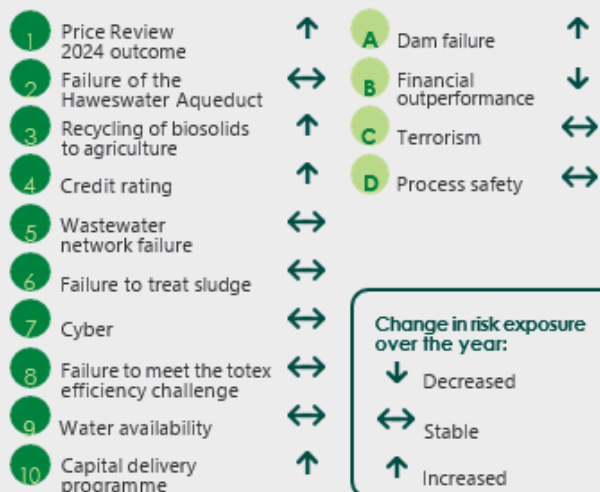 1 Price Review
2024 outcome
2 Failure of the
Haweswater Aqueduct
3 Recycling of biosolids
to agriculture
4 Credit rating
5 Wastewater
network failure
6 Failure to treat sludge
7 Cyber
8 Failure to meet the totex
efficiency challenge
9 Water availability
10 Capital delivery
programme
A Dam failure
B Financial
outperformance
C Terrorism
D Process safety
Change in risk exposure
over the year:
Decreased
Stable
Increased